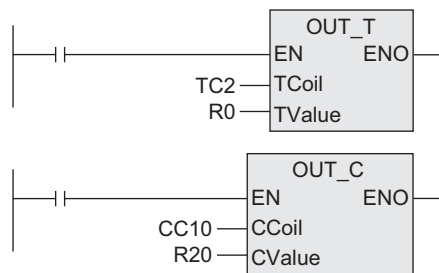 OUT_T
EN ENO
TC2 TCoil
R0 TValue
OUT_C
EN ENO
CC10 CCoil
R20 CValue